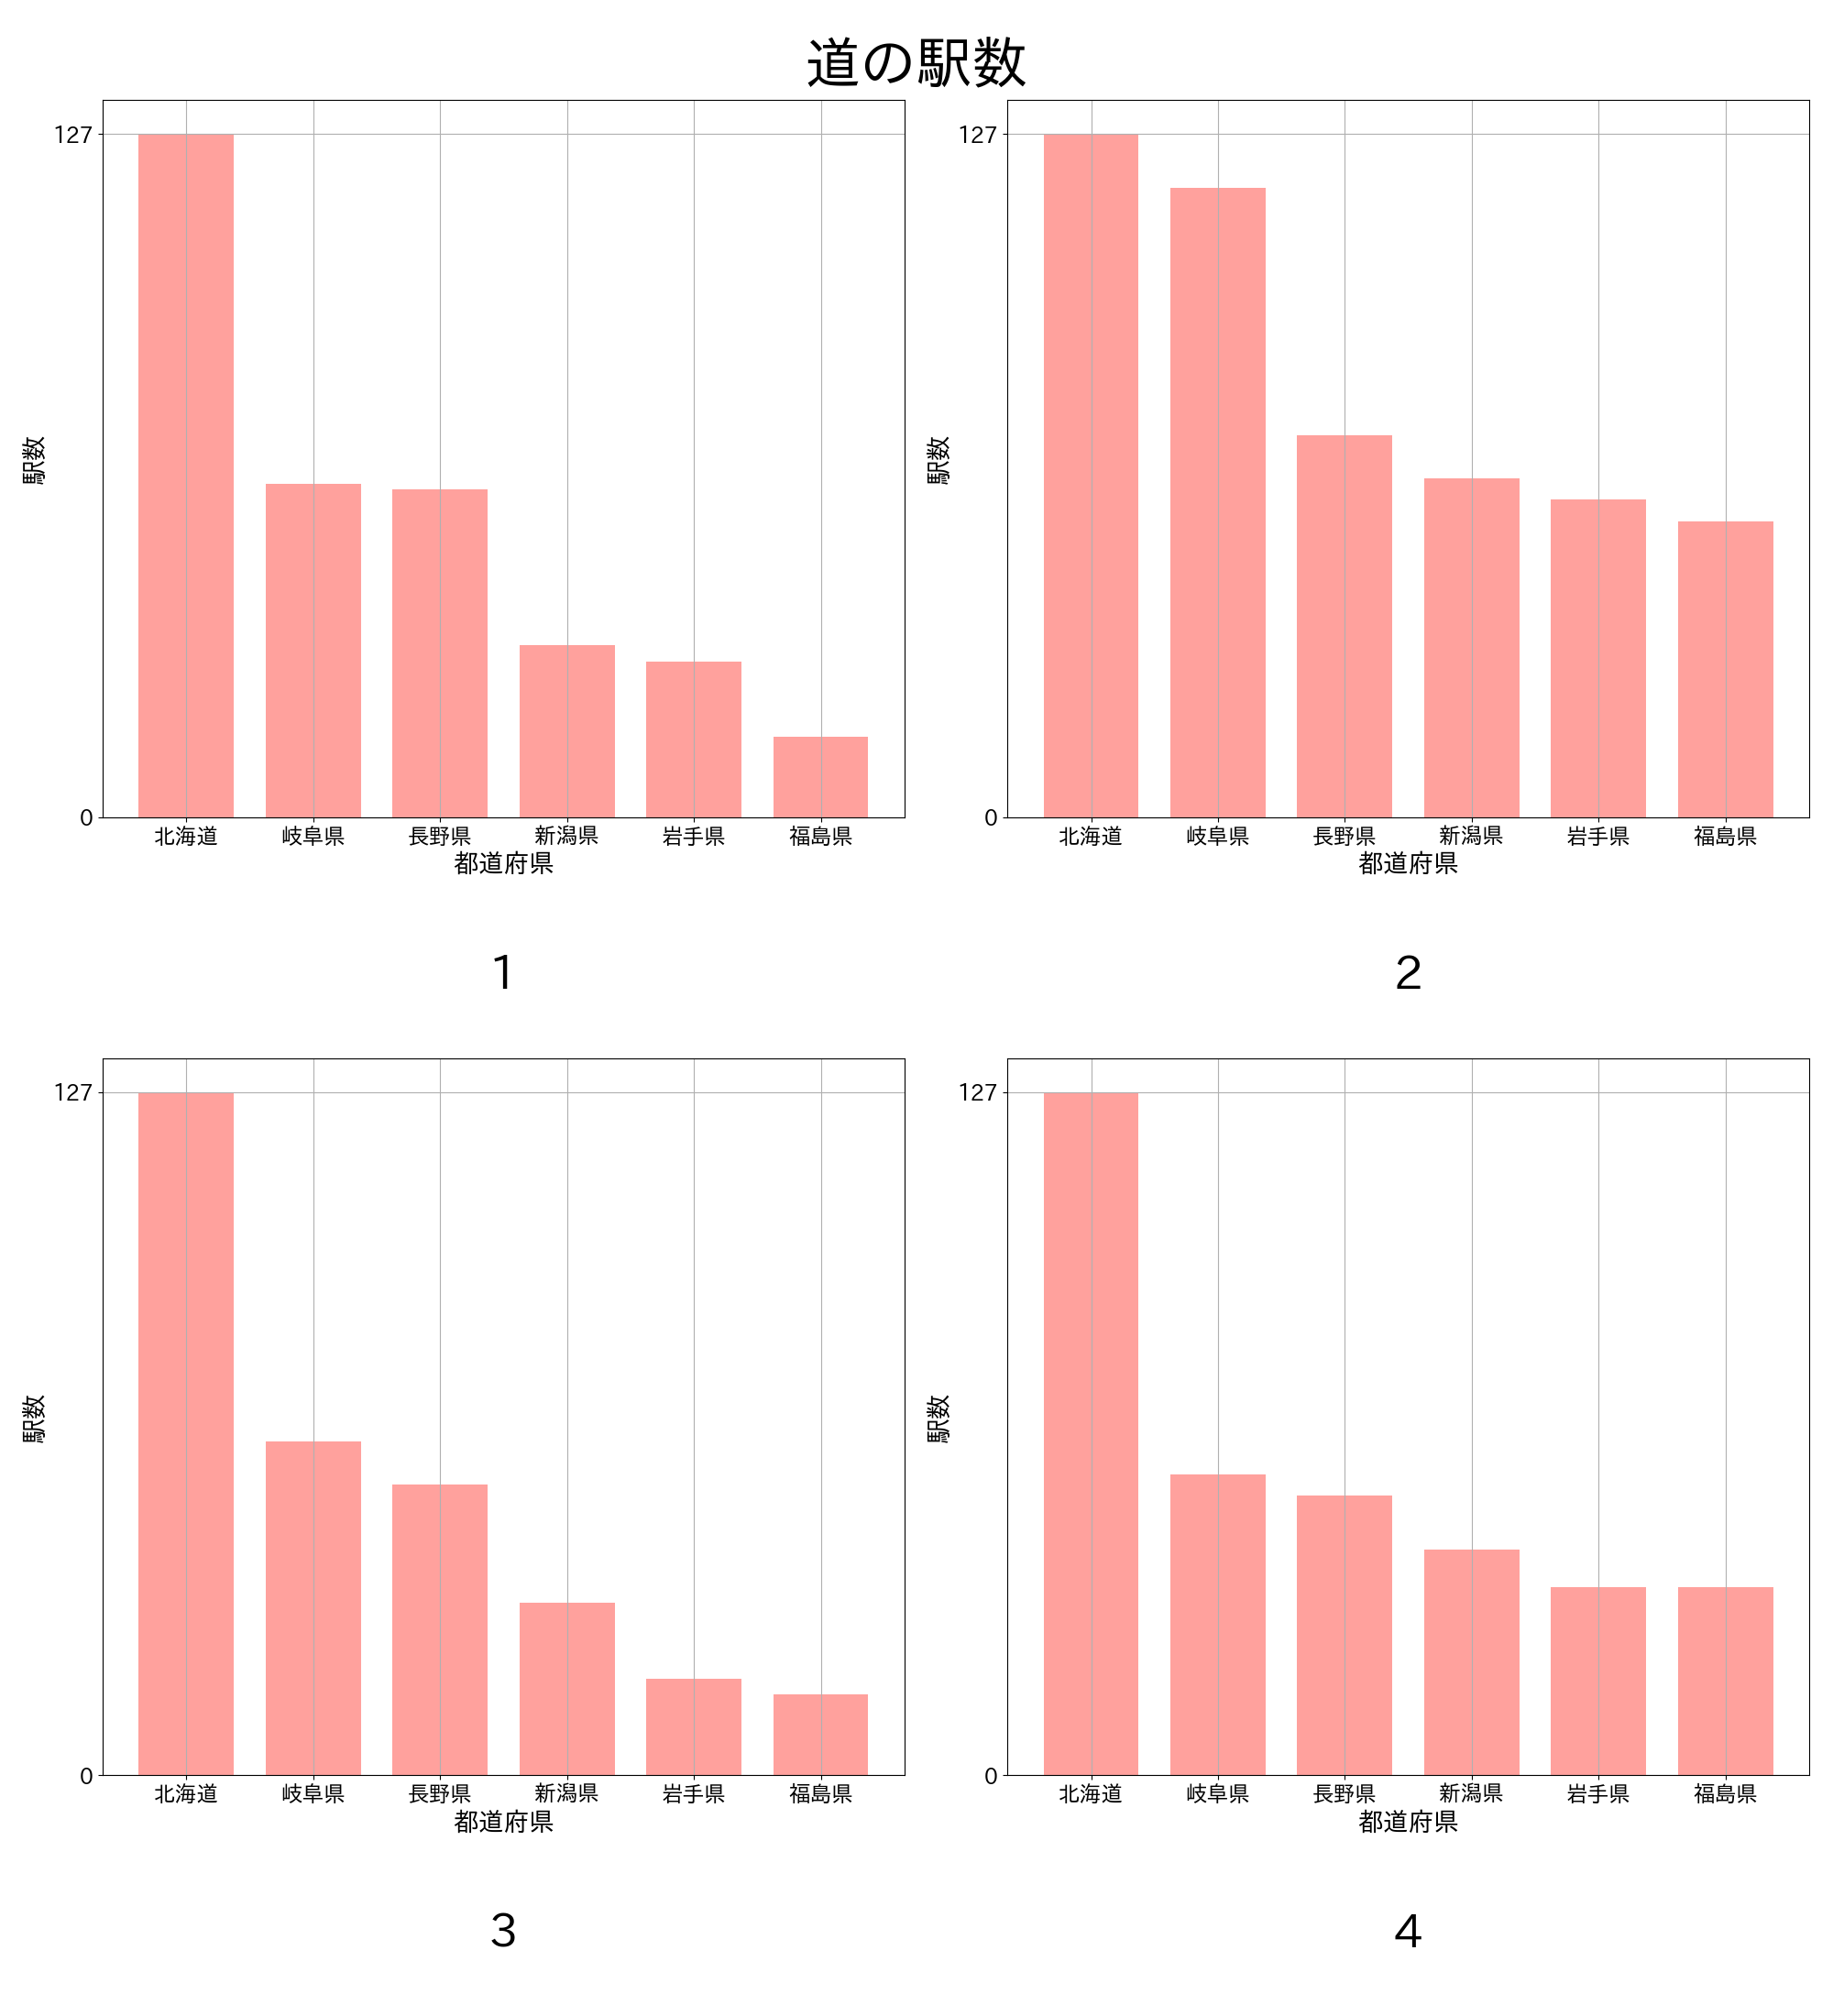 道の駅数
127
駅数
0
北海道 岐阜県 長野県 新潟県 岩手県 福島県
都道府県
1
127
駅数
0
北海道 岐阜県 長野県 新潟県 岩手県 福島県
都道府県
2
127
駅数
0
北海道 岐阜県 長野県 新潟県 岩手県 福島県
都道府県
3
127
駅数
0
北海道 岐阜県 長野県 新潟県 岩手県 福島県
都道府県
4